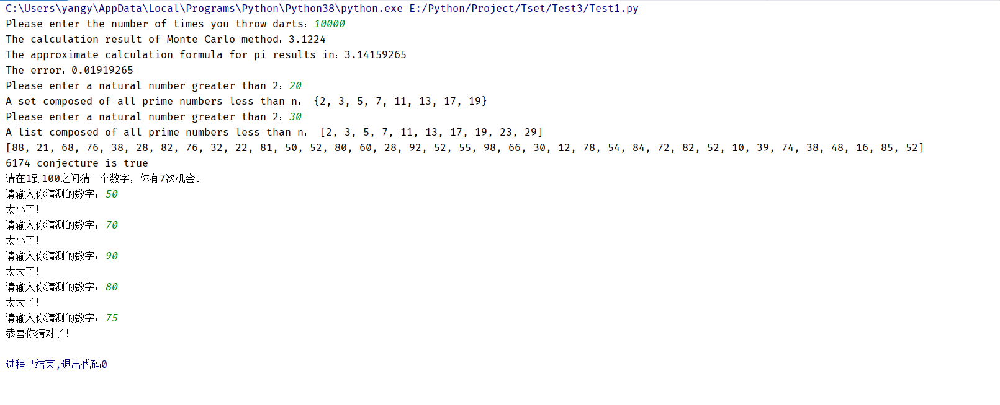 C:\Users\yangy\AppData\Local\Programs\Python\Python38\python.exe E:/Python/Project/Tset/Test3/Test1.py
Please enter the number of times you throw darts：10000
The calculation result of Monte Carlo method：3.1224
The approximate calculation formula for pi results in：3.14159265
The error：0.01919265
Please enter a natural number greater than 2：20
A set composed of all prime numbers less than n： {2, 3, 5, 7, 11, 13, 17, 19}
Please enter a natural number greater than 2：30
A list composed of all prime numbers less than n： [2, 3, 5, 7, 11, 13, 17, 19, 23, 29]
[88, 21, 68, 76, 38, 28, 82, 76, 32, 22, 81, 50, 52, 80, 60, 28, 92, 52, 55, 98, 66, 30, 12, 78, 54, 84, 72, 82, 52, 10, 39, 74, 38, 48, 16, 85, 52]
6174 conjecture is true
请在1到100之间猜一个数字，你有7次机会。
请输入你猜测的数字：50
太小了！
请输入你猜测的数字：70
太小了！
请输入你猜测的数字：90
太大了！
请输入你猜测的数字：80
太大了！
请输入你猜测的数字：75
恭喜你猜对了！
进程已结束,退出代码0